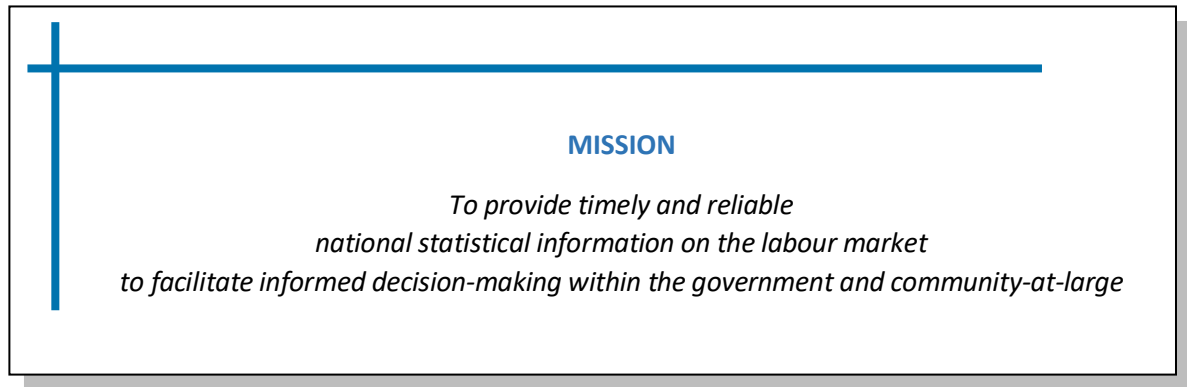 MISSION
To provide timely and reliable
national statistical information on the labour market
to facilitate informed decision-making within the government and community-at-large